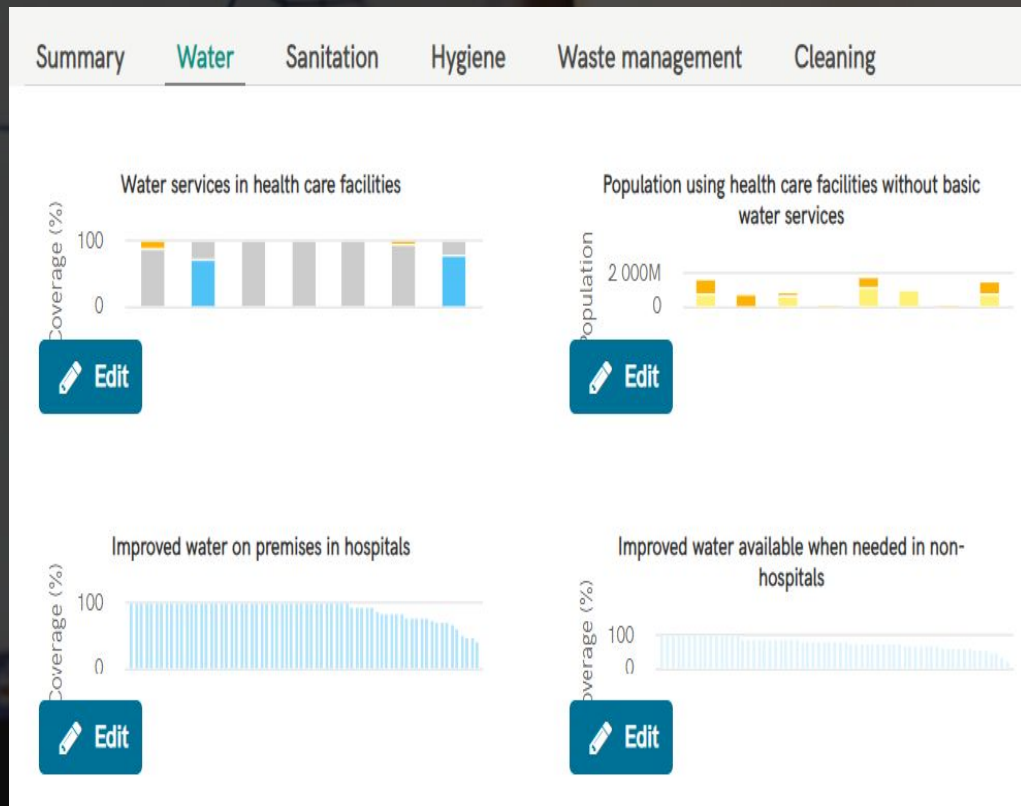 Summary Water Sanitation Hygiene Waste management Cleaning
Water services in health care facilities
Coverage (%)
100
0
Edit
Population using health care facilities without basic
water services
Population
2 000M
0
Edit
Improved water on premises in hospitals
Coverage (%)
100
0
Edit
Improved water available when needed in non-
hospitals
overage (%)
100
0
Edit